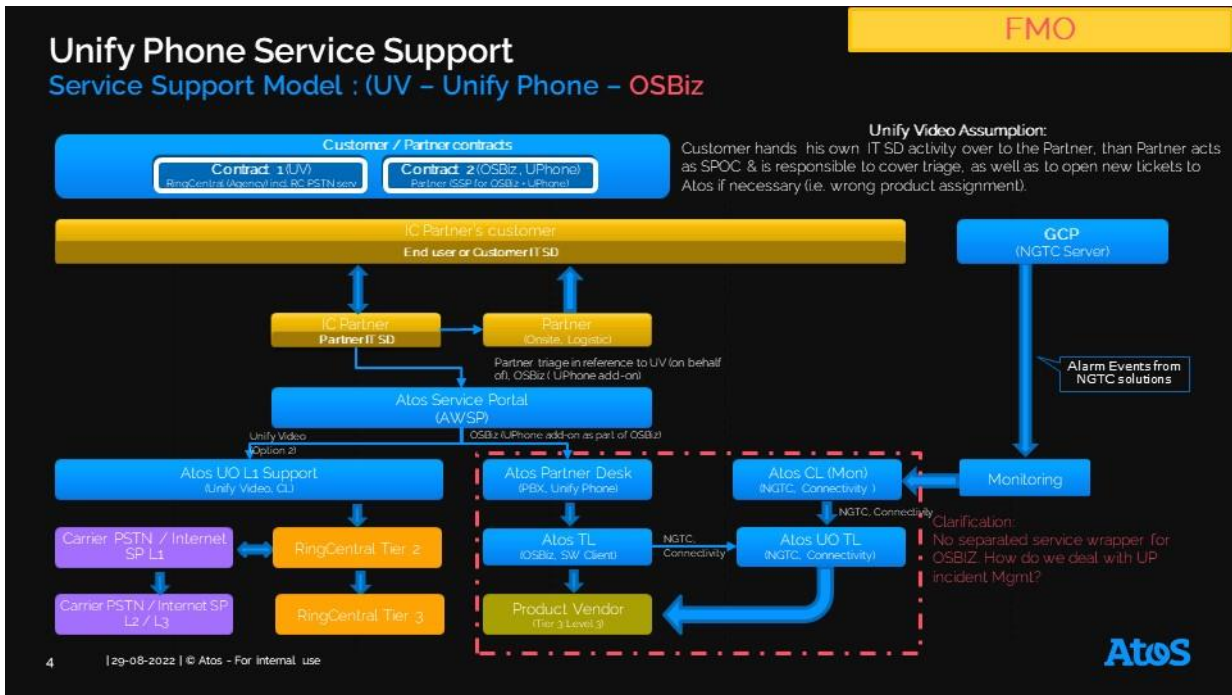 FMO
Unify Phone Service Support
Service Support Model : (UV – Unify Phone – OSBiz
Customer / Partner contracts
Contract 1 (UV)
RingCentral (Agency) incl. RC PSTN serv
Contract 2 (OSBiz, UPhone)
Partner (SSP for OSBiz + UPhone)
Unify Video Assumption:
Customer hands his own IT SD activity over to the Partner, than Partner acts
as SPOC & is responsible to cover triage, as well as to open new tickets to
Atos if necessary (i.e. wrong product assignment).
IC Partner's customer
End user or Customer IT SD
GCP
(NGTC Server)
IC Partner
Partner IT SD
Partner
(Onsite, Logistic)
Partner triage in reference to UV (on behalf
of), OSBiz ( UPhone add-on)
Alarm Events from
NGTC solutions
Atos Service Portal
(AWSP)
Unify Video
(Option 2)
OSBiz (UPhone add-on as part of OSBiz)
Atos UO L1 Support
(Unify Video, CL)
Atos Partner Desk
(PBX, Unify Phone)
Atos CL (Mon)
(NGTC, Connectivity )
Monitoring
NGTC, Connectivity
Carrier PSTN / Internet
SP L1
RingCentral Tier 2
Atos TL
(OSBiz, SW Client)
NGTC,
Connectivity
Atos UO TL
(NGTC, Connectivity)
Clarification:
No separated service wrapper for
OSBIZ. How do we deal with UP
incident Mgmt?
Carrier PSTN / Internet SP
L2 / L3
RingCentral Tier 3
Product Vendor
(Tier 3 Level 3)
4
| 29-08-2022 | © Atos - For internal use
Atos